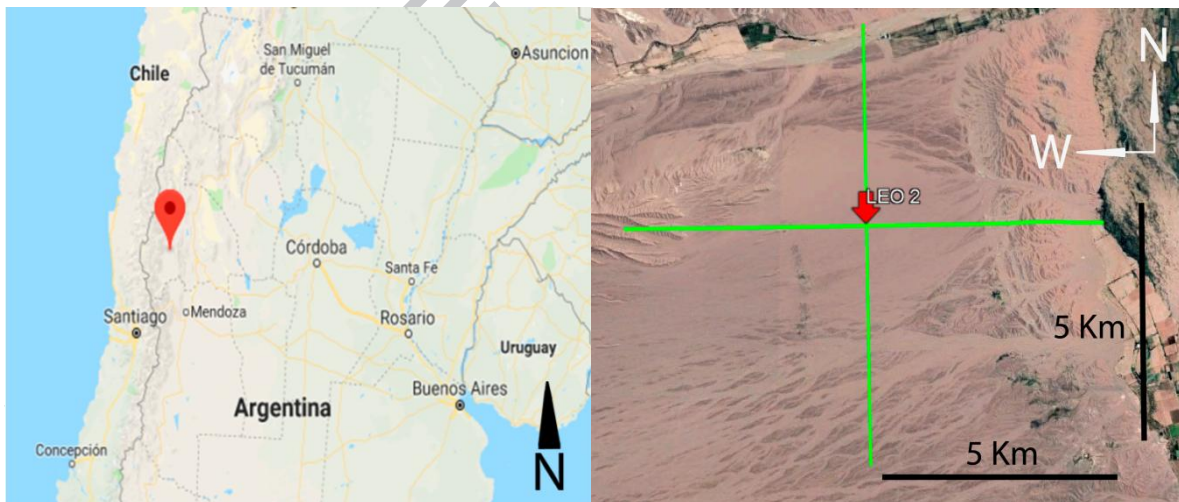 Asuncion
San Miguel
de Tucumán
Chile
Córdoba
Santa Fe
Mendoza
Santiago
Rosario
Uruguay
Buenos Aires
Argentina
Concepción
N
N
W
LEO 2
5 Km
5 Km